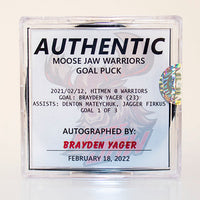 AUTHENTIC
MOOSE JAW WARRIORS
GOAL PUCK
2021/02/12, HITMEN @ WARRIORS
GOAL: BRAYDEN YAGER (23)
ASSISTS: DENTON MATEYCHUK, JAGGER FIRKUS
GOAL 1 OF 3
AUTOGRAPHED BY:
BRAYDEN YAGER
FEBRUARY 18, 2022